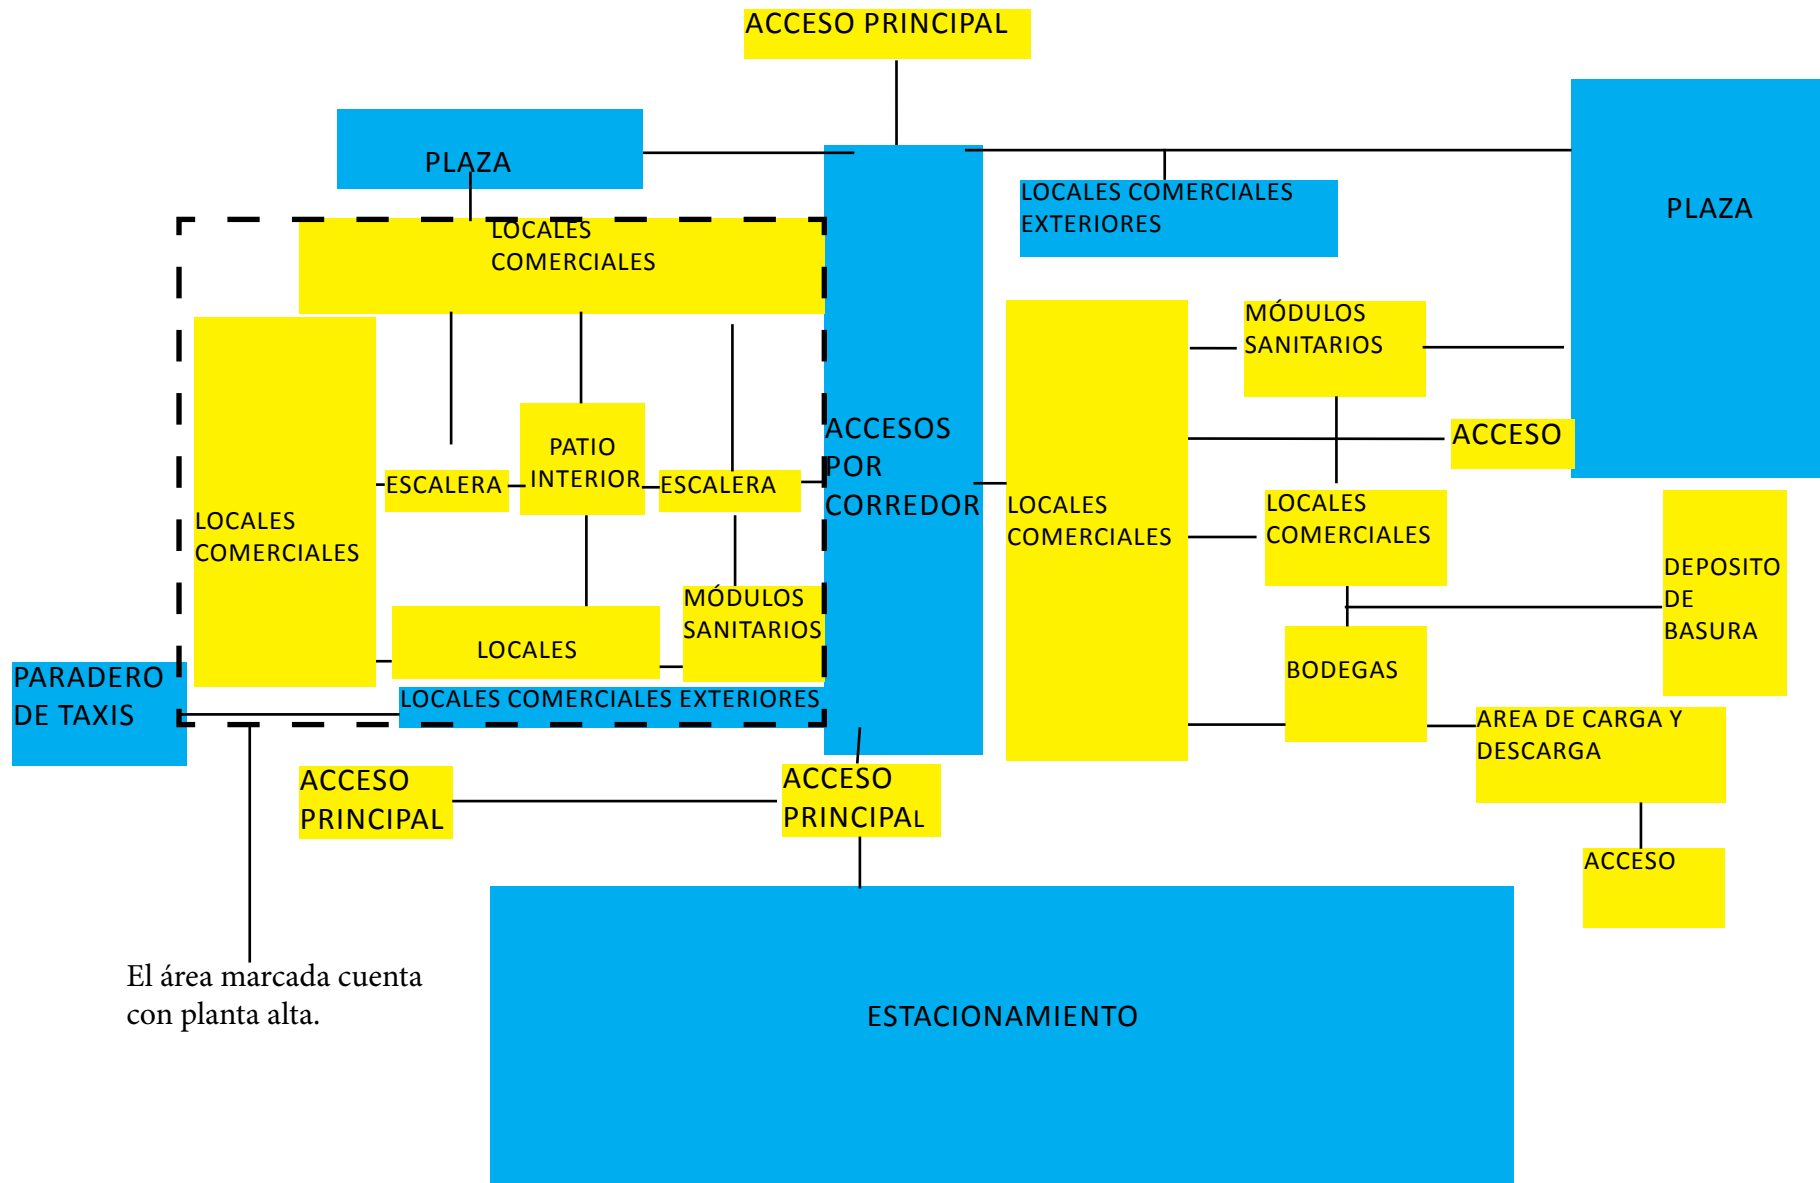 ACCESO PRINCIPAL
PLAZA
LOCALES COMERCIALES
EXTERIORES
PLAZA
LOCALES
COMERCIALES
MÓDULOS
SANITARIOS
ACCESOS
POR
CORREDOR
ACCESO
PATIO
INTERIOR
ESCALERA
ESCALERA
LOCALES
COMERCIALES
LOCALES
COMERCIALES
LOCALES
COMERCIALES
DEPOSITO
DE
BASURA
MÓDULOS
SANITARIOS
LOCALES
BODEGAS
PARADERO
DE TAXIS
LOCALES COMERCIALES EXTERIORES
AREA DE CARGA Y
DESCARGA
ACCESO
PRINCIPAL
ACCESO
PRINCIPAL
ACCESO
El área marcada cuenta
con planta alta.
ESTACIONAMIENTO